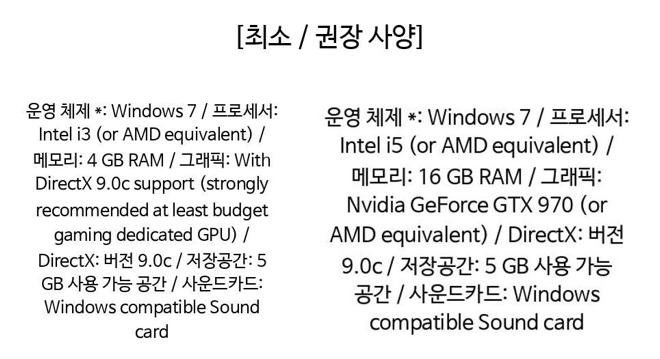 [최소 / 권장 사양]
운영 체제 *: Windows 7 / 프로세서:
Intel i3 (or AMD equivalent) /
메모리: 4 GB RAM / 그래픽: With
DirectX 9.0c support (strongly
recommended at least budget
gaming dedicated GPU) /
DirectX: 버전 9.0c / 저장공간: 5
GB 사용 가능 공간 / 사운드카드:
Windows compatible Sound
card
운영 체제 *: Windows 7 / 프로세서:
Intel i5 (or AMD equivalent) /
메모리: 16 GB RAM / 그래픽:
Nvidia GeForce GTX 970 (or
AMD equivalent) / DirectX: 버전
9.0c / 저장공간: 5 GB 사용 가능
공간 / 사운드카드: Windows
compatible Sound card